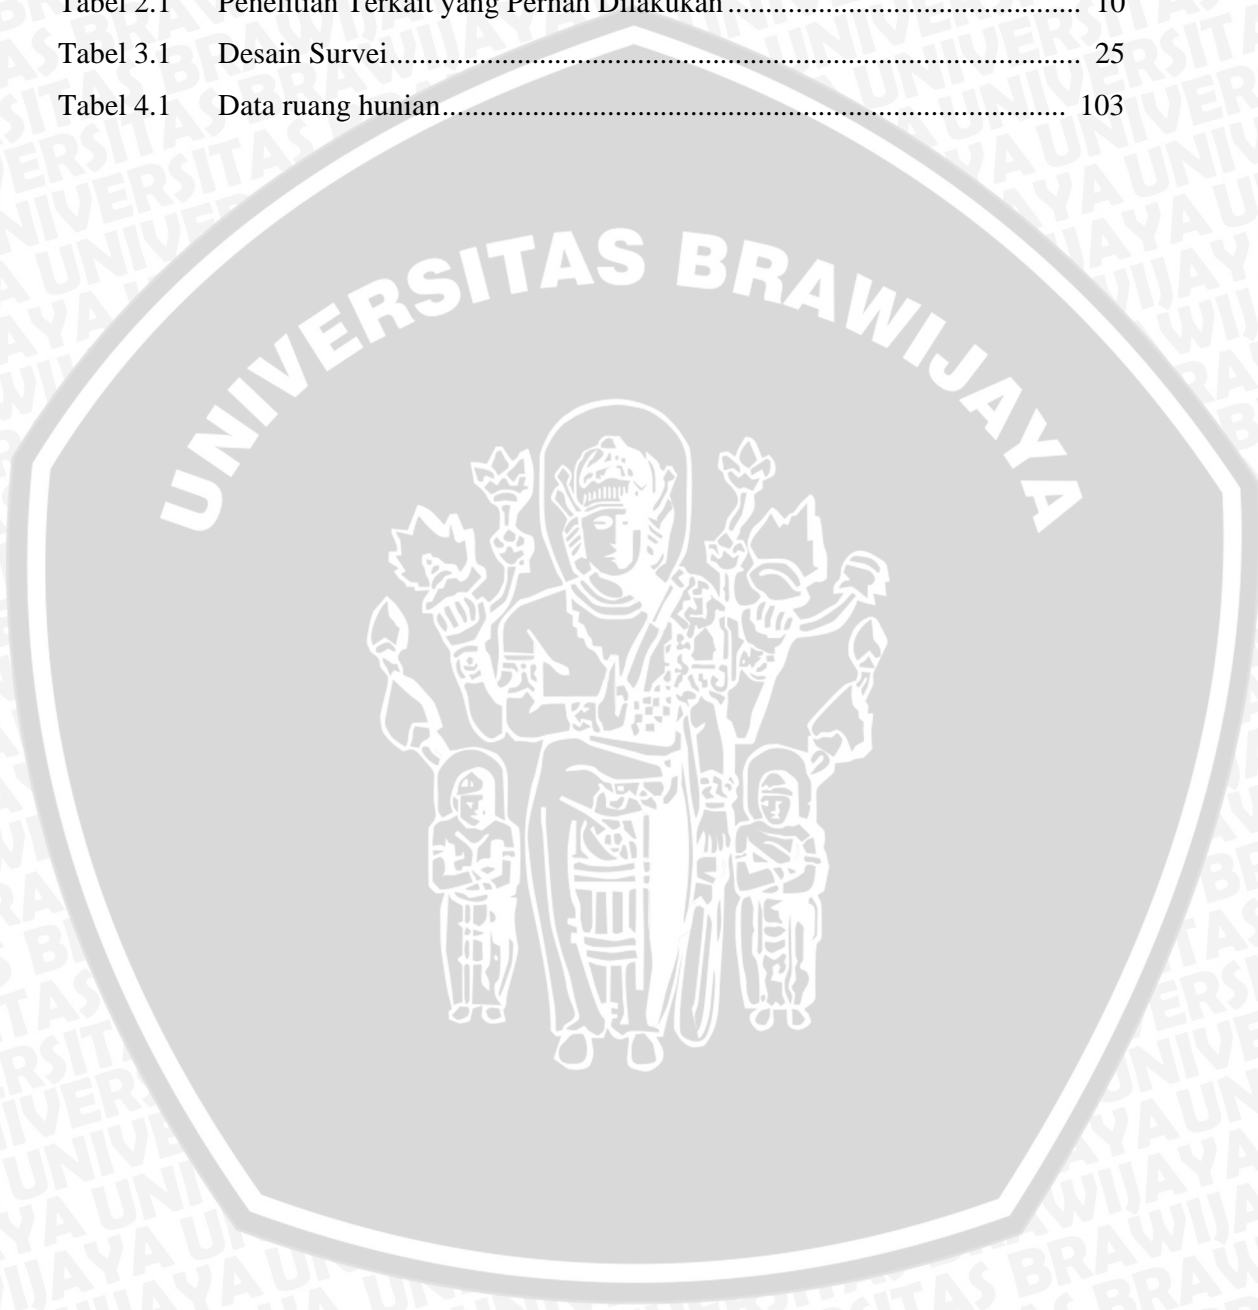 Tabel 2.1 Penelitian Terkait yang Pernah Dilakukan .............................................. 10
Tabel 3.1 Desain Survei........................................................................................... 25
Tabel 4.1 Data ruang hunian.................................................................................. 103
UNIVERSITAS BRAWIJAYA